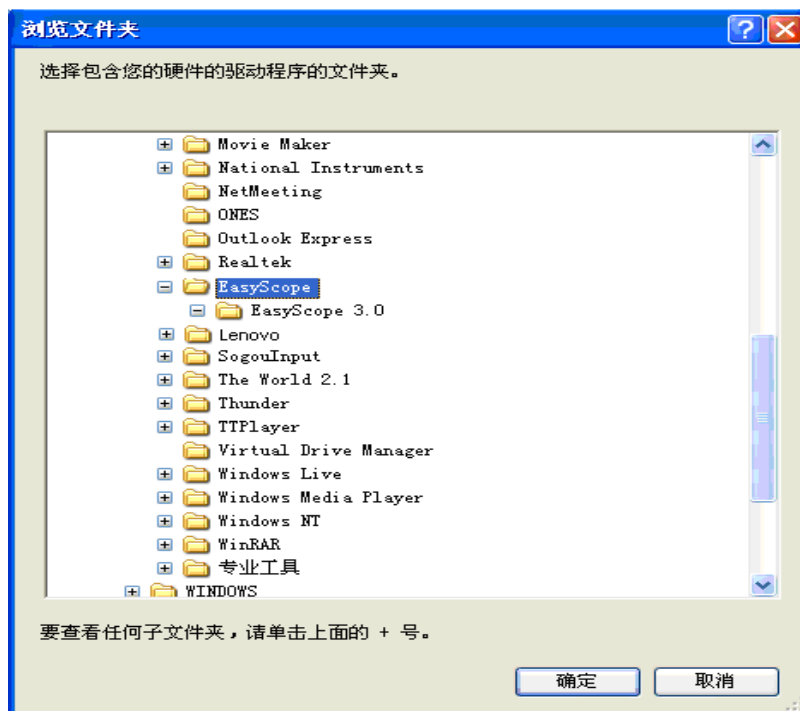 浏览文件夹
选择包含您的硬件的驱动程序的文件夹。
Movie Maker
National Instruments
NetMeeting
ONES
Outlook Express
Realtek
EasyScope
EasyScope 3.0
Lenovo
SogouInput
The World 2.1
Thunder
TTPlayer
Virtual Drive Manager
Windows Live
Windows Media Player
Windows NT
WinRAR
专业工具
WINDOWS
要查看任何子文件夹，请单击上面的 + 号。
确定 取消